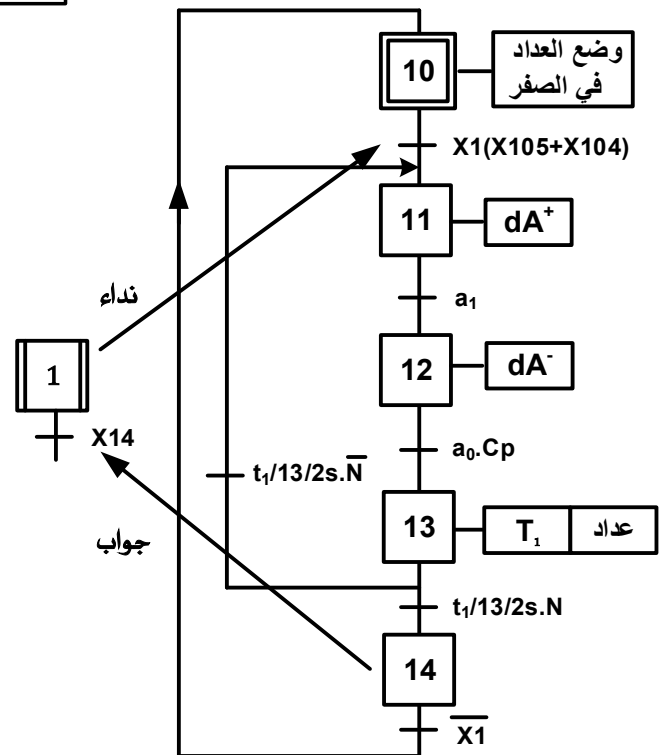 10
وضع العداد
في الصفر
X1(X105+X104)
11
dA⁺
a₁
نداء
12
dA⁻
1
X14
a₀.Cp
t₁/13/2s.N̅
13
T₁
عداد
جواب
t₁/13/2s.N
14
X̅1̅